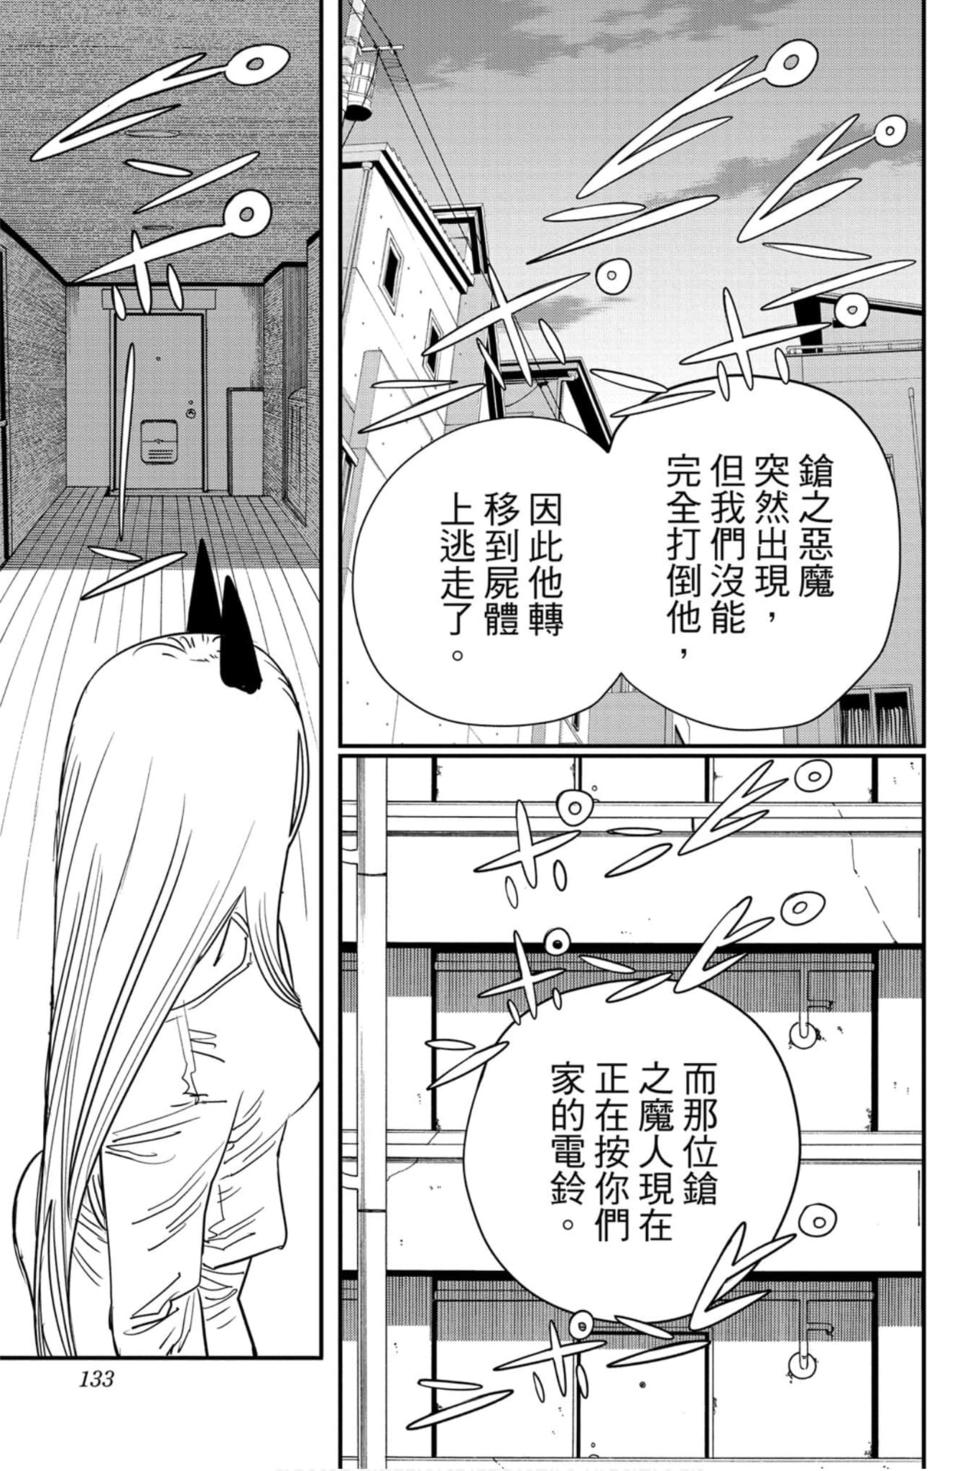 鎗之惡魔
突然出現，
但我們沒能
完全打倒他，
因此他轉
移到屍體
上逃走了。
而那位鎗
之魔人現在
正在按你們
家的電鈴。
133